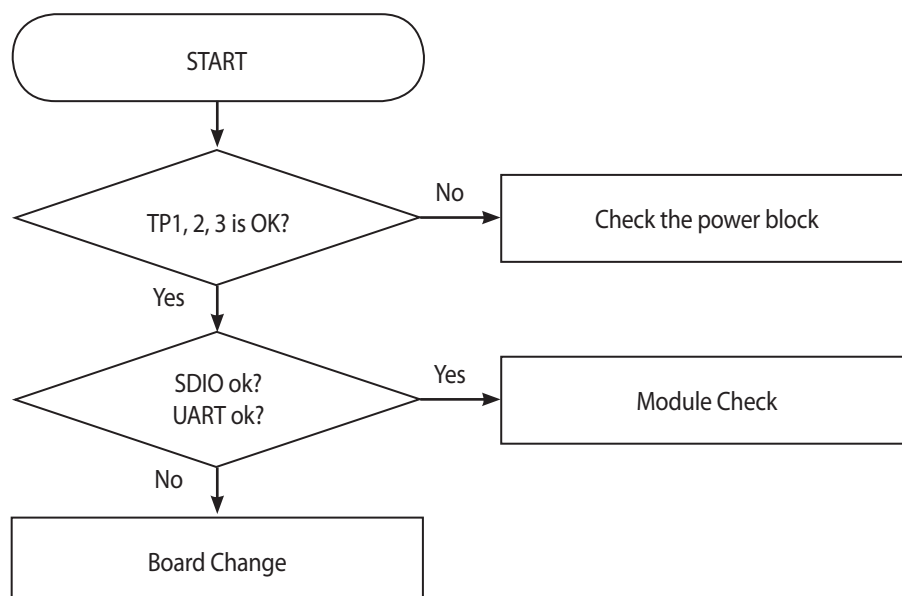 START
TP1, 2, 3 is OK?
No
Check the power block
Yes
SDIO ok?
UART ok?
Yes
Module Check
No
Board Change